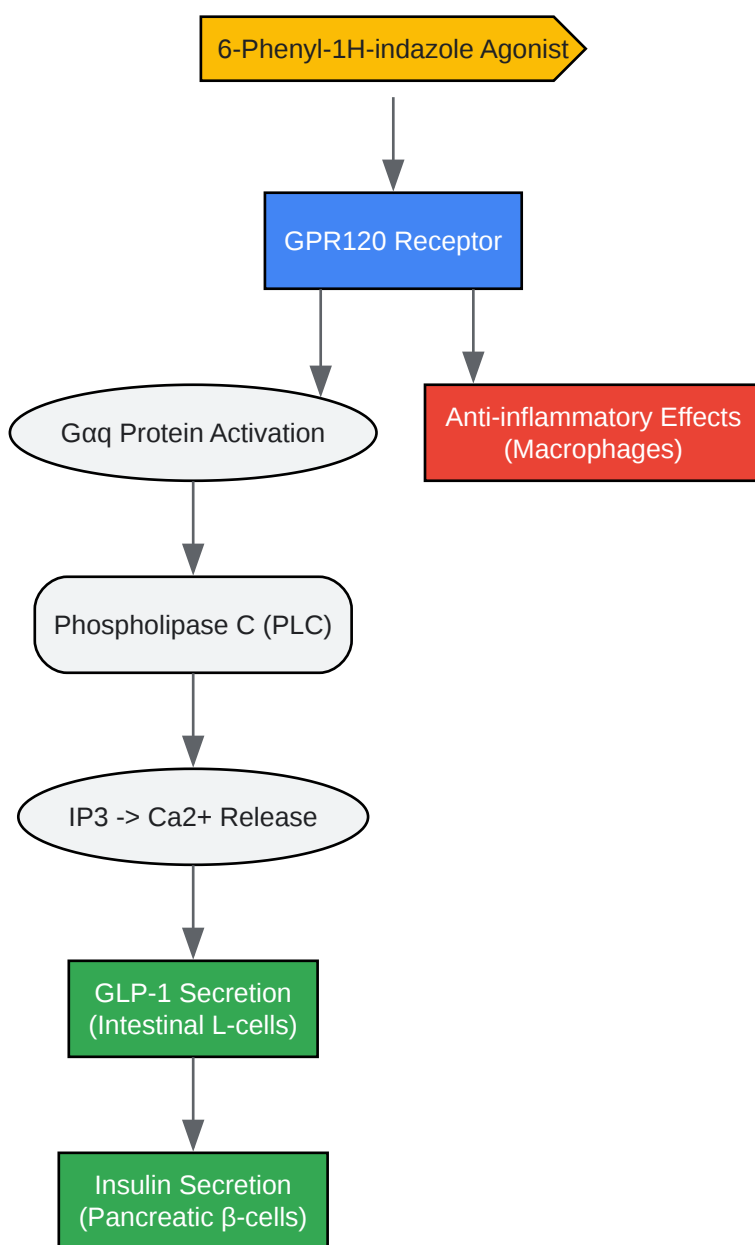 6-Phenyl-1H-indazole Agonist
GPR120 Receptor
Gαq Protein Activation
Anti-inflammatory Effects
(Macrophages)
Phospholipase C (PLC)
IP3 -> Ca2+ Release
GLP-1 Secretion
(Intestinal L-cells)
Insulin Secretion
(Pancreatic β-cells)